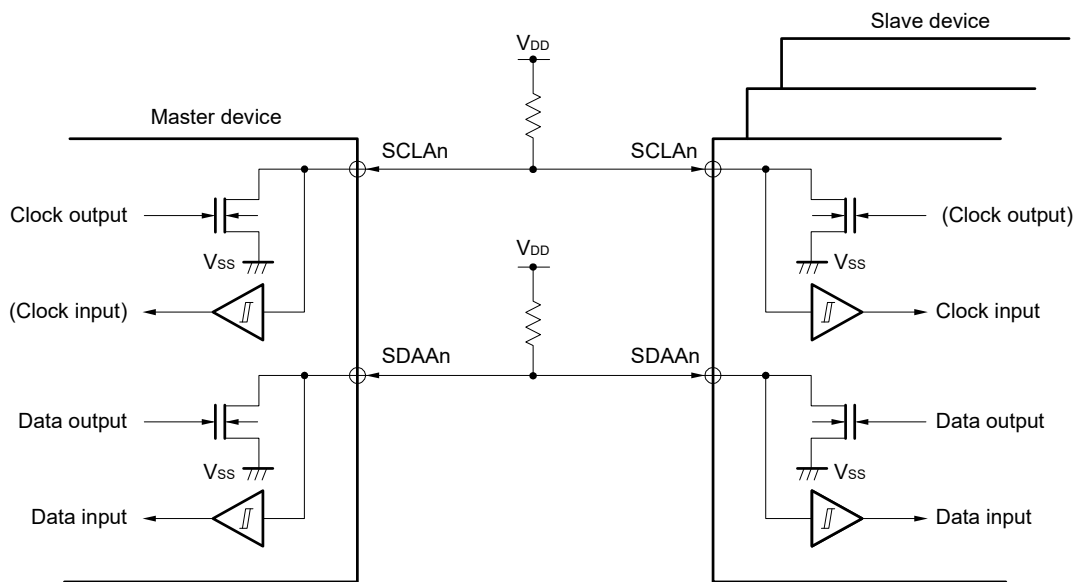 Slave device
VDD
Master device
SCLAn
SCLAn
Clock output
(Clock output)
VSS
VSS
VDD
(Clock input)
Clock input
SDAAn
SDAAn
Data output
Data output
VSS
VSS
Data input
Data input